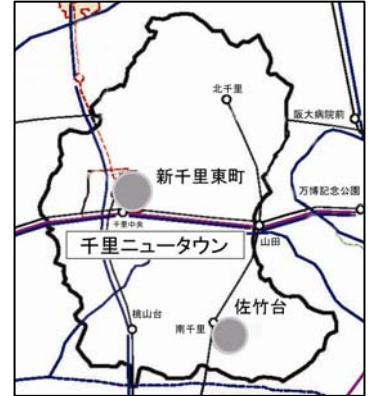 北千里
阪大病院前
新千里東町
万博記念公園
千里中央
千里ニュータウン
山田
佐竹台
桃山台
南千里